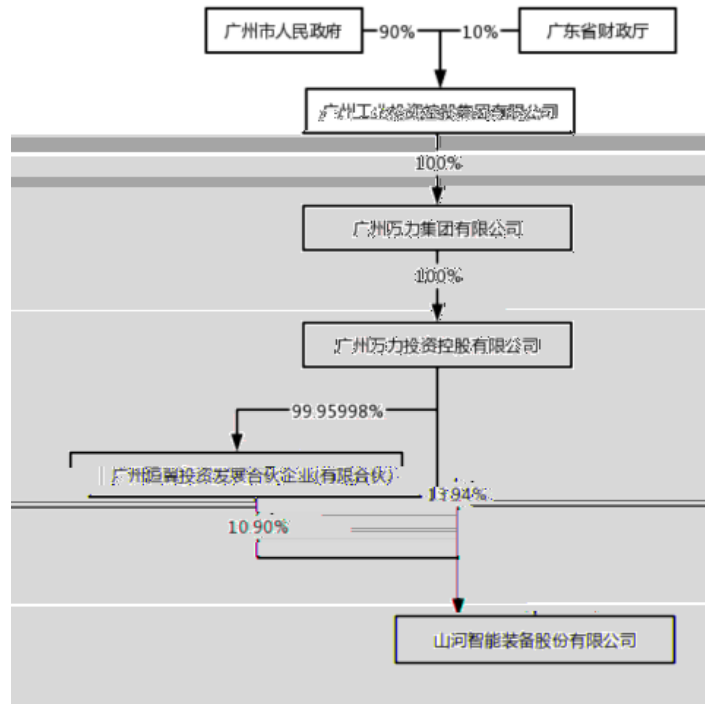 广州市人民政府
90%
10%
广东省财政厅
广州工业投资控股集团有限公司
100%
广州万力集团有限公司
100%
广州万力投资控股有限公司
99.95998%
广州恒翼投资发展合伙企业(有限合伙)
13.94%
10.90%
山河智能装备股份有限公司